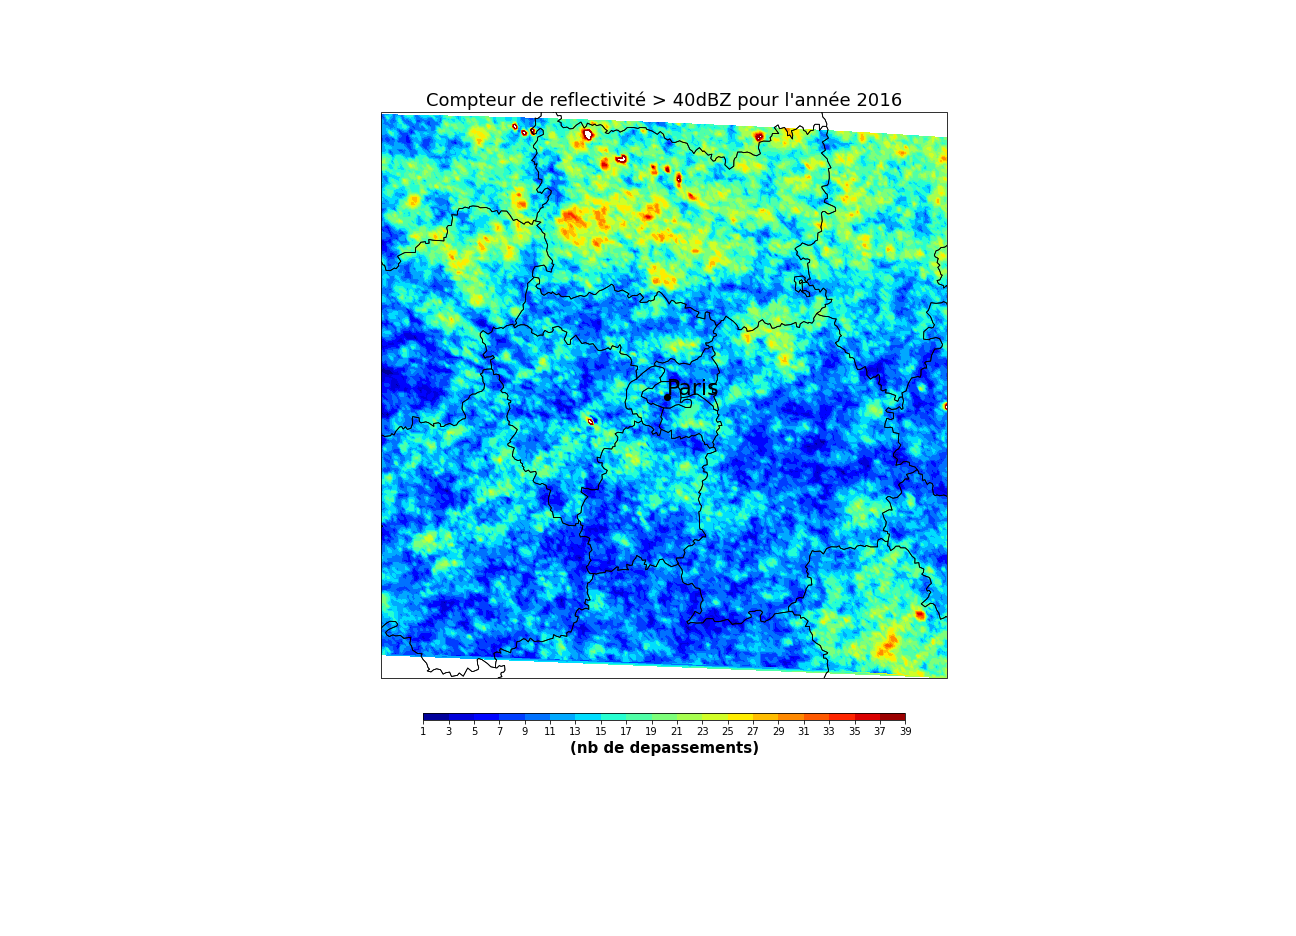 Compteur de reflectivité > 40dBZ pour l'année 2016
Paris
1 3 5 7 9 11 13 15 17 19 21 23 25 27 29 31 33 35 37 39
(nb de depassements)